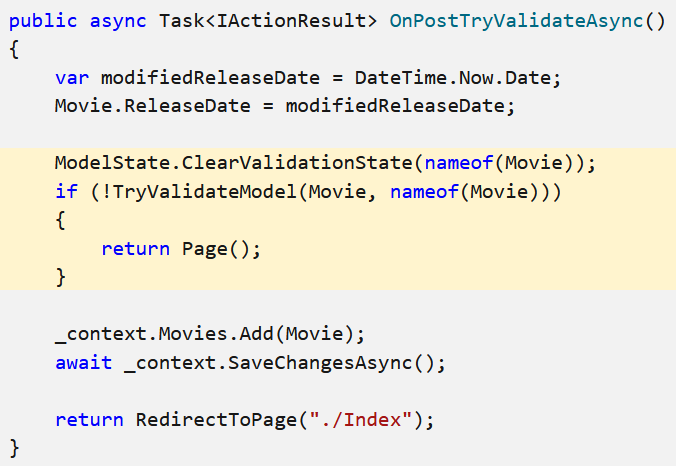 public async Task<IActionResult> OnPostTryValidateAsync()
{
    var modifiedReleaseDate = DateTime.Now.Date;
    Movie.ReleaseDate = modifiedReleaseDate;

    ModelState.ClearValidationState(nameof(Movie));
    if (!TryValidateModel(Movie, nameof(Movie)))
    {
        return Page();
    }

    _context.Movies.Add(Movie);
    await _context.SaveChangesAsync();

    return RedirectToPage("./Index");
}